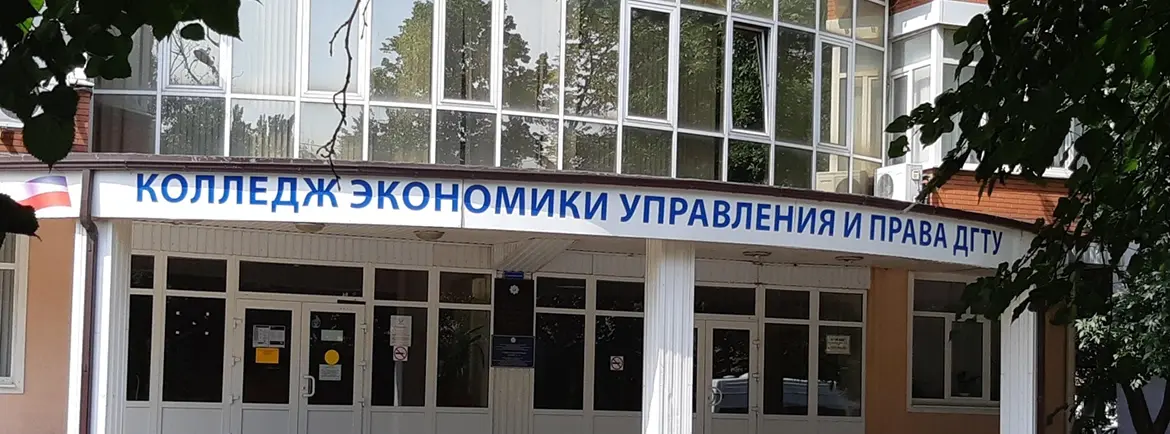 КОЛЛЕДЖ ЭКОНОМИКИ УПРАВЛЕНИЯ И ПРАВА ДГТУ